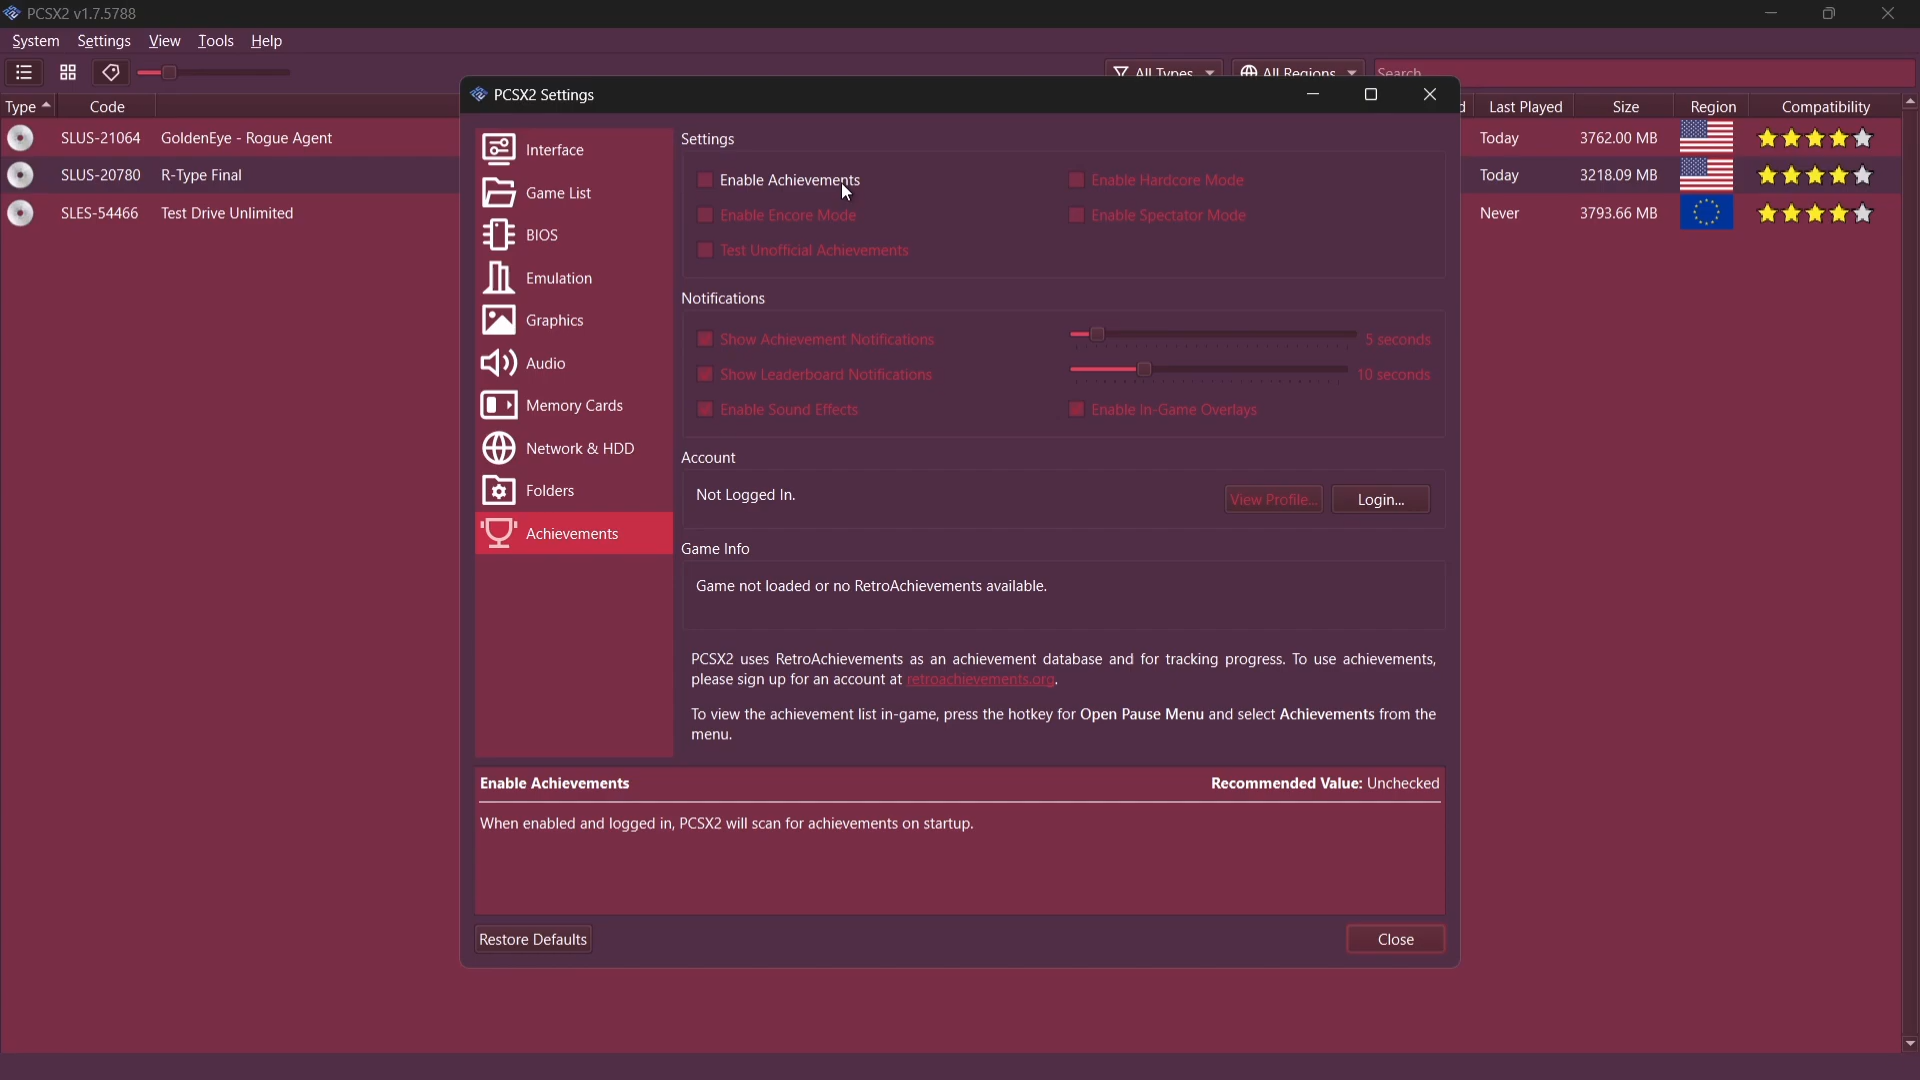 PCSX2 v1.7.5788
System Settings View Tools Help
All Types All Regions Search
Type Code Last Played Size Region Compatibility
SLUS-21064 GoldenEye - Rogue Agent Today 3762.00 MB
SLUS-20780 R-Type Final Today 3218.09 MB
SLES-54466 Test Drive Unlimited Never 3793.66 MB
PCSX2 Settings
Interface
Game List
BIOS
Emulation
Graphics
Audio
Memory Cards
Network & HDD
Folders
Achievements
Settings
Enable Achievements Enable Hardcore Mode
Enable Encore Mode Enable Spectator Mode
Test Unofficial Achievements
Notifications
Show Achievement Notifications 5 seconds
Show Leaderboard Notifications 10 seconds
Enable Sound Effects Enable In-Game Overlays
Account
Not Logged In. View Profile... Login...
Game Info
Game not loaded or no RetroAchievements available.
PCSX2 uses RetroAchievements as an achievement database and for tracking progress. To use achievements,
please sign up for an account at retroachievements.org.
To view the achievement list in-game, press the hotkey for Open Pause Menu and select Achievements from the
menu.
Enable Achievements Recommended Value: Unchecked
When enabled and logged in, PCSX2 will scan for achievements on startup.
Restore Defaults Close